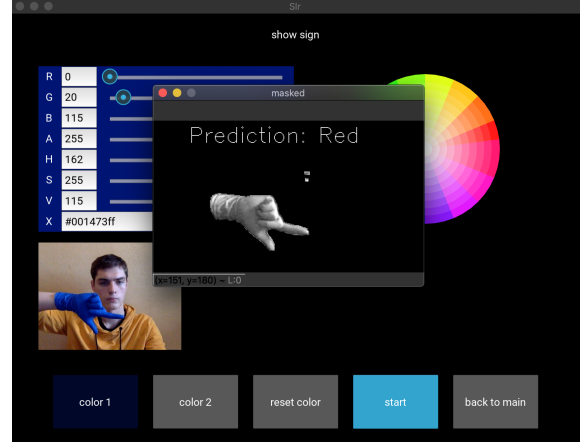 Slr
show sign
R 0
G 20
B 115
A 255
H 162
S 255
V 115
X #001473ff
masked
Prediction: Red
(x=151, y=180) ~ L:0
color 1
color 2
reset color
start
back to main